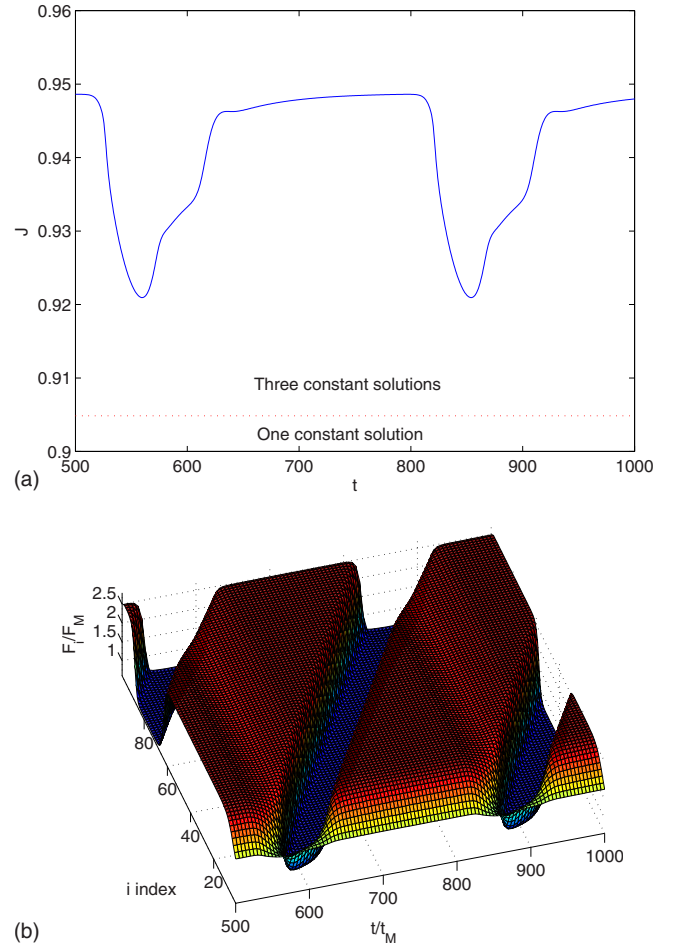 0.96
0.95
0.94
0.93
0.92
0.91
0.9
J
Three constant solutions
One constant solution
500 600 700 800 900 1000
t
(a)
2.5
2
1.5
1
F_i/F_M
80
60
40
20
i index
500
600
700
800
900
1000
t/t_M
(b)